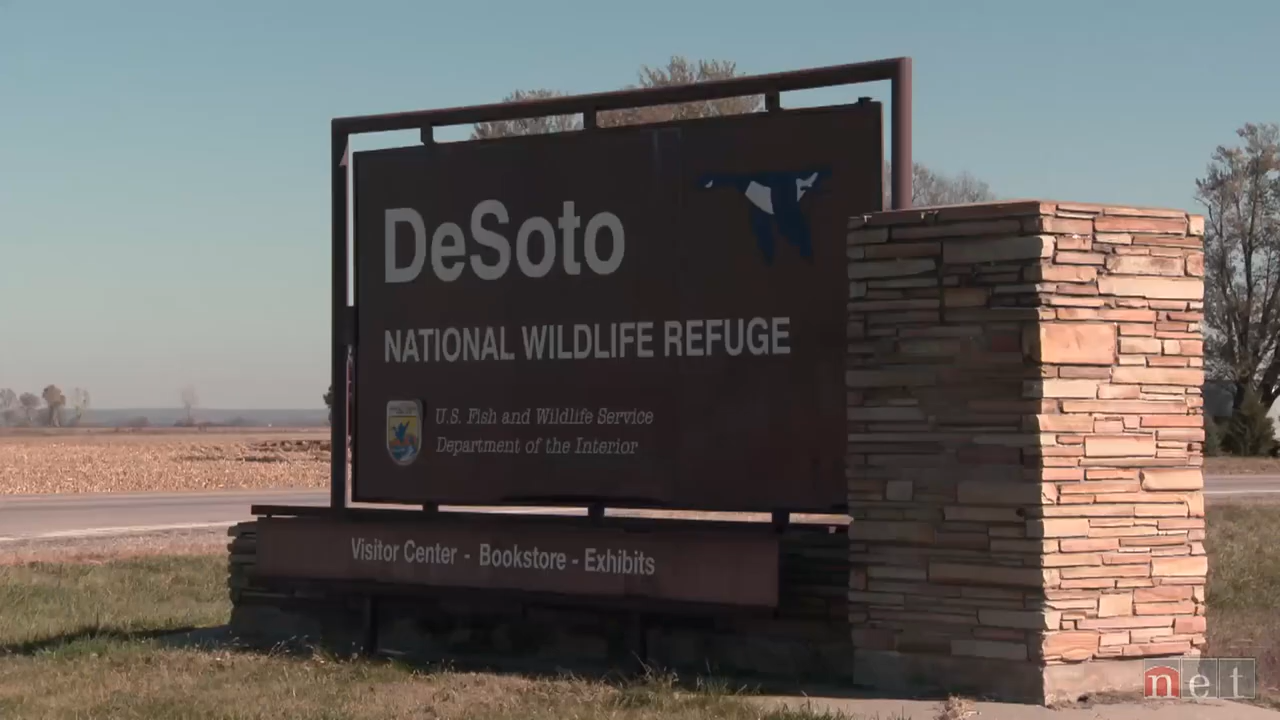 DeSoto
NATIONAL WILDLIFE REFUGE
U.S. Fish and Wildlife Service
Department of the Interior
Visitor Center - Bookstore - Exhibits
net